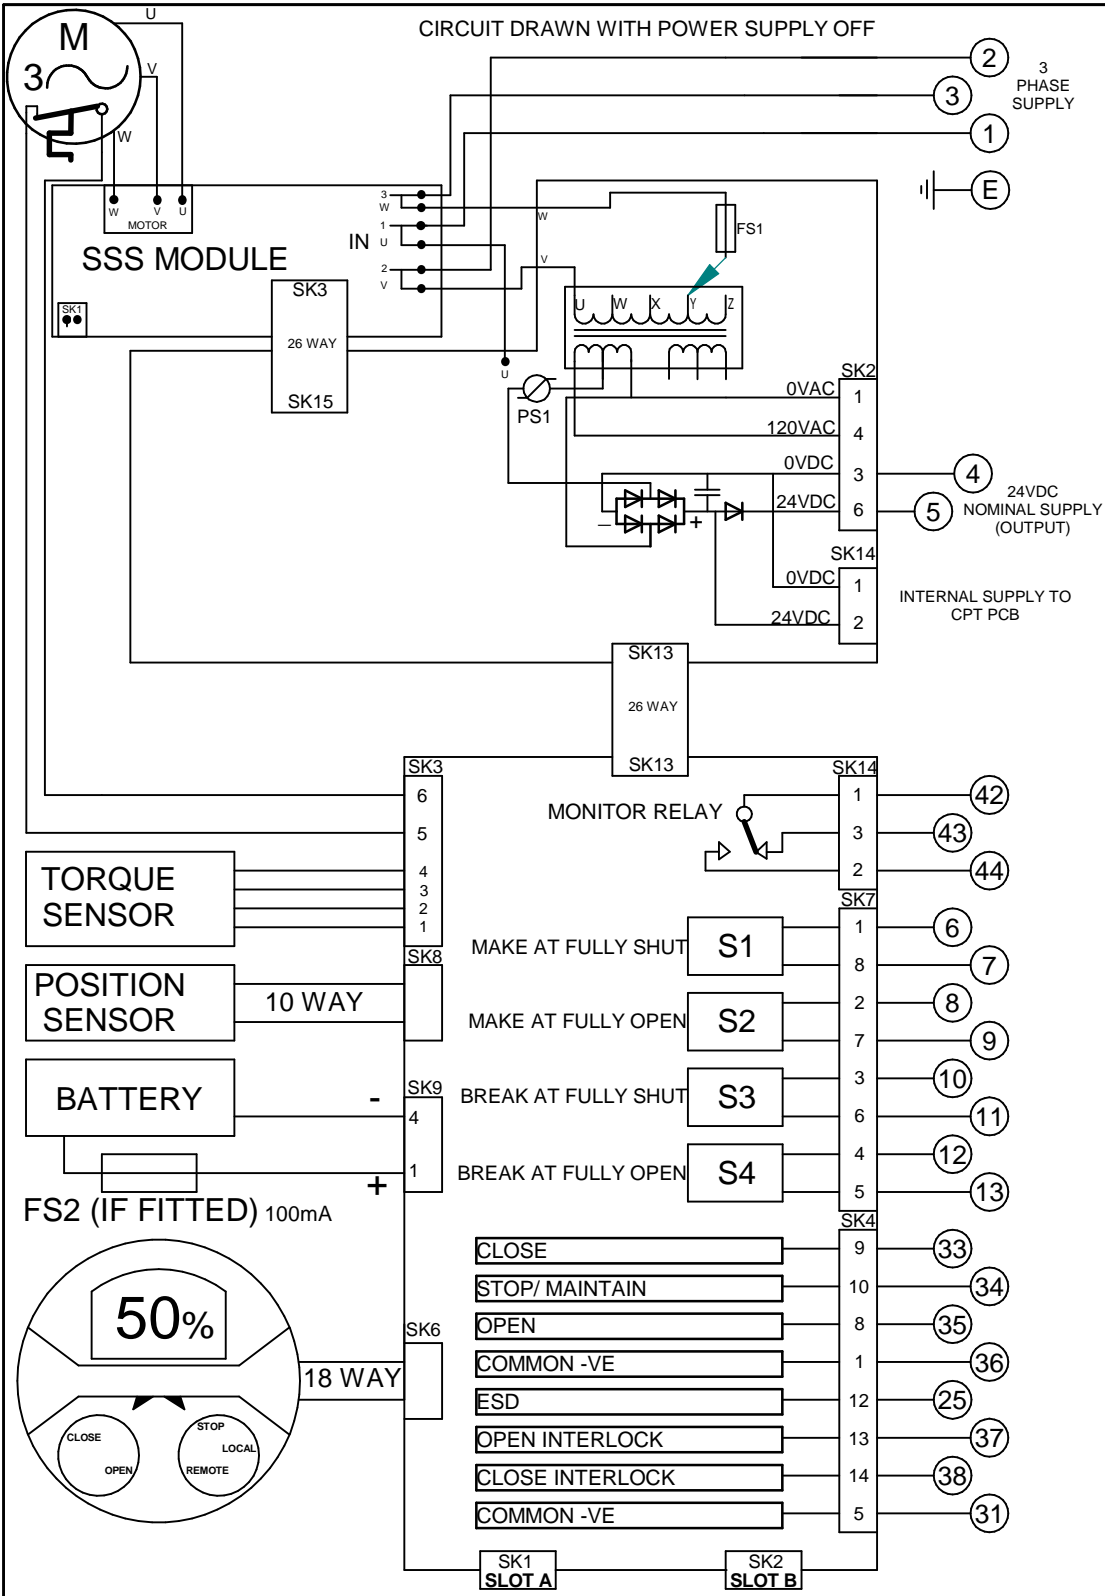 CIRCUIT DRAWN WITH POWER SUPPLY OFF
U
M
3
V
W
2
3
1
E
3
PHASE
SUPPLY
W V U
MOTOR
SSS MODULE
IN
3
W
1
U
2
V
W
V
FS1
U W X Y Z
SK1
SK3
26 WAY
SK15
U
PS1
SK2
0VAC 1
120VAC 4
0VDC 3 4
24VDC 6 5
24VDC
NOMINAL SUPPLY
(OUTPUT)
– +
SK14
0VDC 1
24VDC 2
INTERNAL SUPPLY TO
CPT PCB
SK13
26 WAY
SK13
SK3
6
5
4
3
2
1
TORQUE
SENSOR
SK8
POSITION
SENSOR
10 WAY
BATTERY
-
SK9
4
1
+
FS2 (IF FITTED) 100mA
50%
CLOSE
OPEN
STOP
LOCAL
REMOTE
18 WAY
SK6
MONITOR RELAY
SK14
1 42
3 43
2 44
SK7
MAKE AT FULLY SHUT S1
1 6
8 7
MAKE AT FULLY OPEN S2
2 8
7 9
BREAK AT FULLY SHUT S3
3 10
6 11
BREAK AT FULLY OPEN S4
4 12
5 13
SK4
CLOSE 9 33
STOP/ MAINTAIN 10 34
OPEN 8 35
COMMON -VE 1 36
ESD 12 25
OPEN INTERLOCK 13 37
CLOSE INTERLOCK 14 38
COMMON -VE 5 31
SK1
SLOT A
SK2
SLOT B